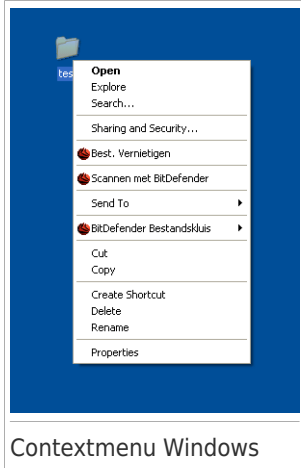 tes
Open
Explore
Search...
Sharing and Security...
Best. Vernietigen
Scannen met BitDefender
Send To
BitDefender Bestandskluis
Cut
Copy
Create Shortcut
Delete
Rename
Properties
Contextmenu Windows